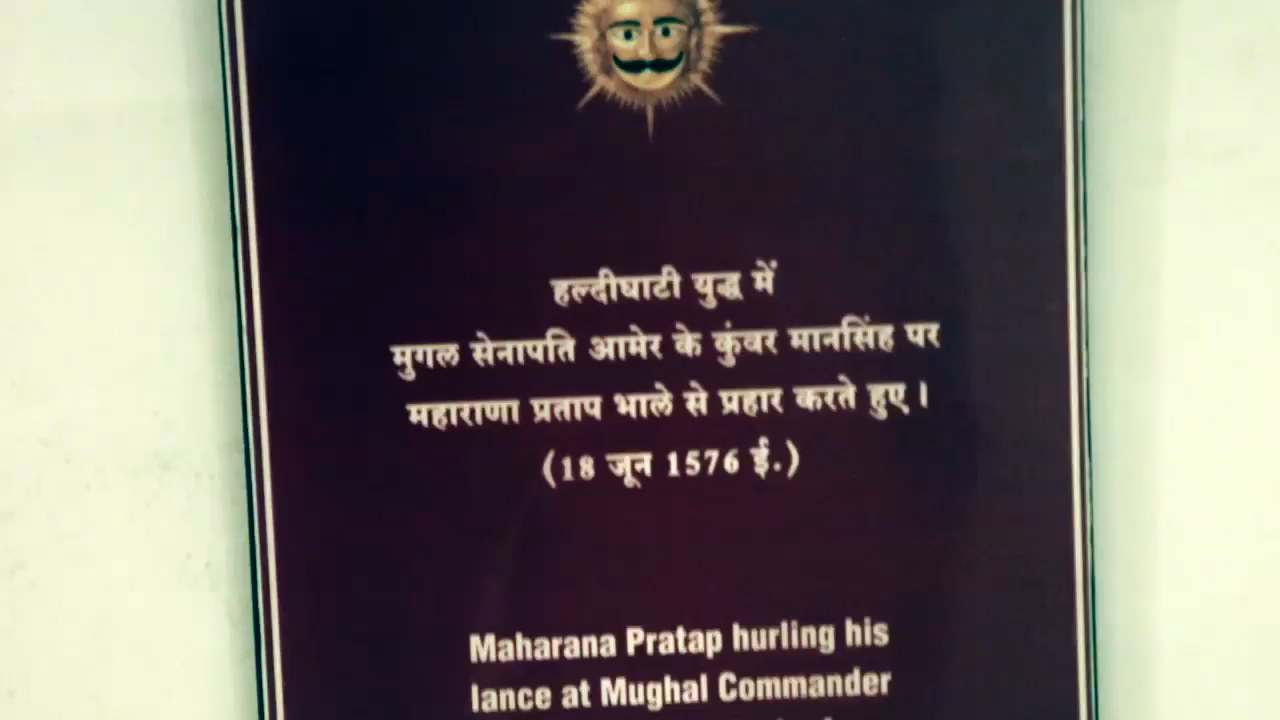 हल्दीघाटी युद्ध में
मुगल सेनापति आमेर के कुंवर मानसिंह पर
महाराणा प्रताप भाले से प्रहार करते हुए ।
(18 जून 1576 ई.)
Maharana Pratap hurling his
lance at Mughal Commander